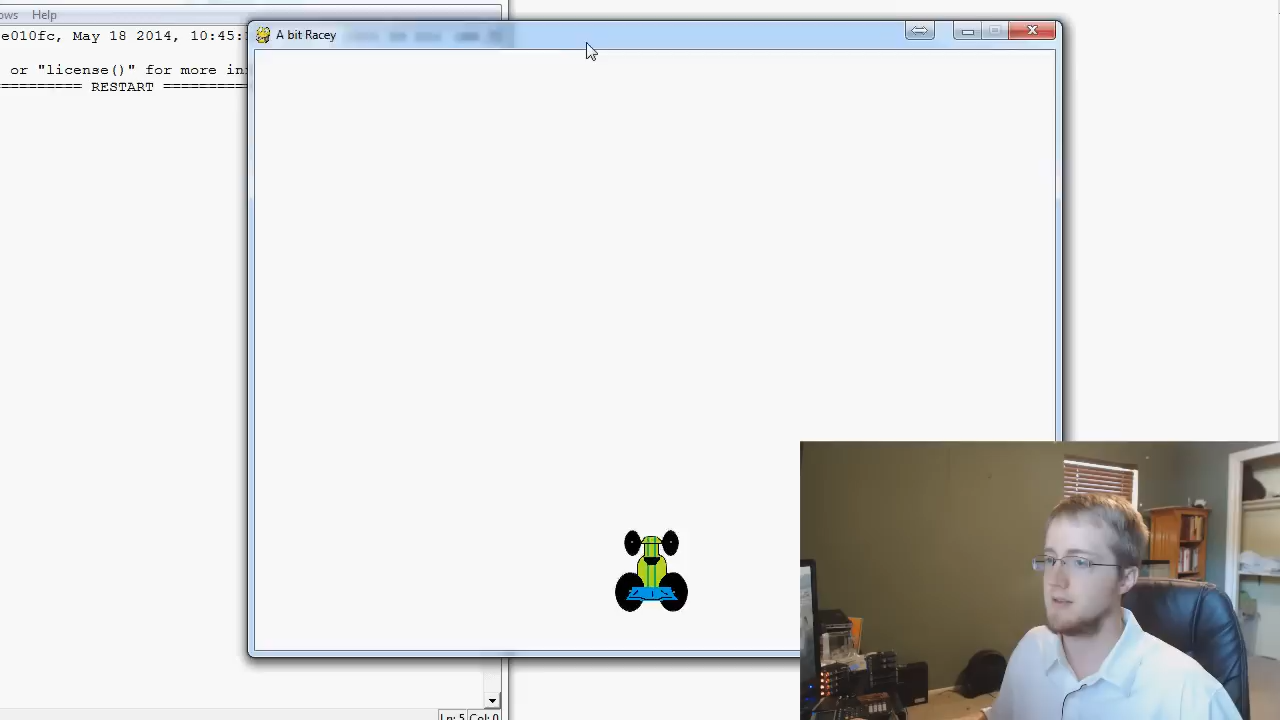 ows Help
e010fc, May 18 2014, 10:45:
or "license()" for more in
========= RESTART =========
A bit Racey
Ln: 5 Col: 0